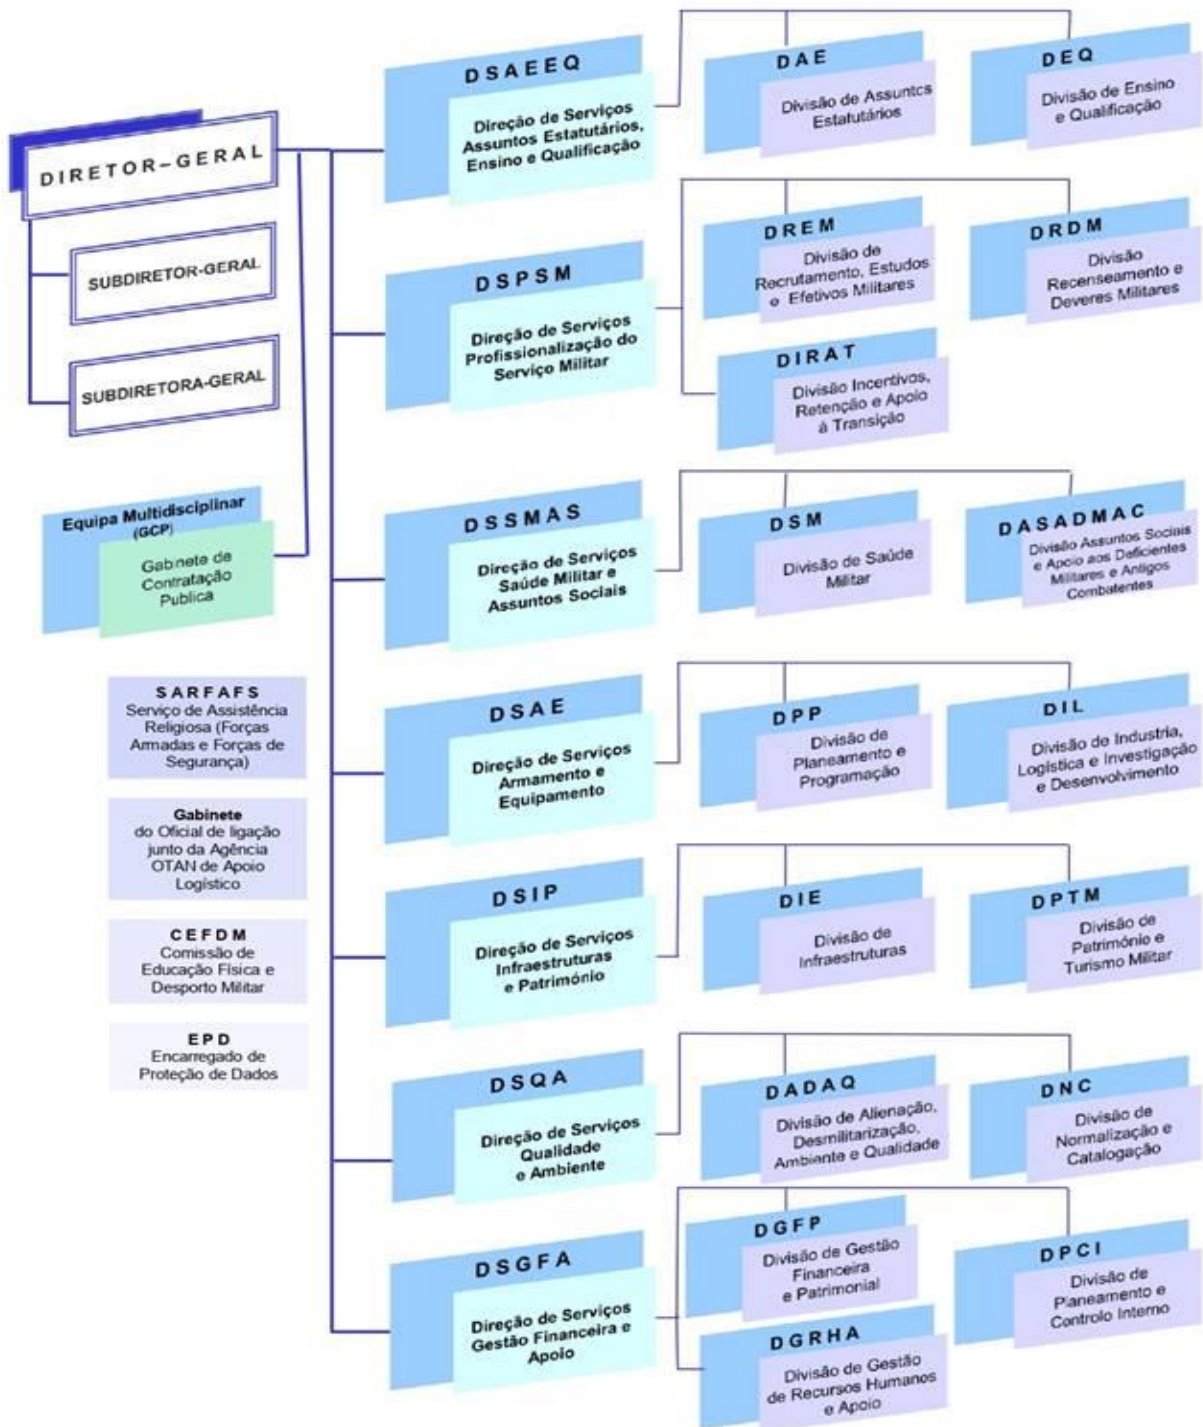 DIRETOR–GERAL
SUBDIRETOR-GERAL
SUBDIRETORA-GERAL
Equipa Multidisciplinar
(GCP)
Gabinete de
Contratação
Publica
SARFAFS
Serviço de Assistência
Religiosa (Forças
Armadas e Forças de
Segurança)
Gabinete
do Oficial de ligação
junto da Agência
OTAN de Apoio
Logístico
CEFDM
Comissão de
Educação Física e
Desporto Militar
EPD
Encarregado de
Proteção de Dados
DSAEEQ
Direção de Serviços
Assuntos Estatutários,
Ensino e Qualificação
DAE
Divisão de Assuntos
Estatutários
DEQ
Divisão de Ensino
e Qualificação
DSPSM
Direção de Serviços
Profissionalização do
Serviço Militar
DREM
Divisão de
Recrutamento, Estudos
e Efetivos Militares
DRDM
Divisão
Recenseamento e
Deveres Militares
DIRAT
Divisão Incentivos,
Retenção e Apoio
à Transição
DSSMAS
Direção de Serviços
Saúde Militar e
Assuntos Sociais
DSM
Divisão de Saúde
Militar
DASADMAC
Divisão Assuntos Sociais
e Apoio aos Deficientes
Militares e Antigos
Combatentes
DSAE
Direção de Serviços
Armamento e
Equipamento
DPP
Divisão de
Planeamento e
Programação
DIL
Divisão de Industria,
Logística e Investigação
e Desenvolvimento
DSIP
Direção de Serviços
Infraestruturas
e Património
DIE
Divisão de
Infraestruturas
DPTM
Divisão de
Património e
Turismo Militar
DSQA
Direção de Serviços
Qualidade
e Ambiente
DADAQ
Divisão de Alienação,
Desmilitarização,
Ambiente e Qualidade
DNC
Divisão de
Normalização e
Catalogação
DSGFA
Direção de Serviços
Gestão Financeira e
Apoio
DGFP
Divisão de Gestão
Financeira
e Patrimonial
DPCI
Divisão de
Planeamento e
Controlo Interno
DGRHA
Divisão de Gestão
de Recursos Humanos
e Apoio